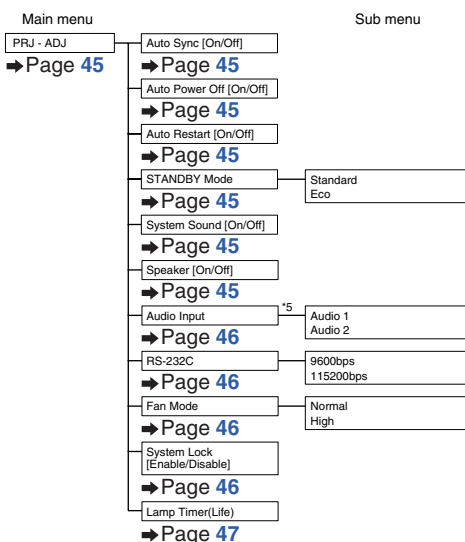 Main menu
Sub menu
PRJ - ADJ
➡Page 45
Auto Sync [On/Off]
➡Page 45
Auto Power Off [On/Off]
➡Page 45
Auto Restart [On/Off]
➡Page 45
STANDBY Mode
➡Page 45
Standard
Eco
System Sound [On/Off]
➡Page 45
Speaker [On/Off]
➡Page 45
Audio Input
➡Page 46
*5
Audio 1
Audio 2
RS-232C
➡Page 46
9600bps
115200bps
Fan Mode
➡Page 46
Normal
High
System Lock
[Enable/Disable]
➡Page 46
Lamp Timer(Life)
➡Page 47